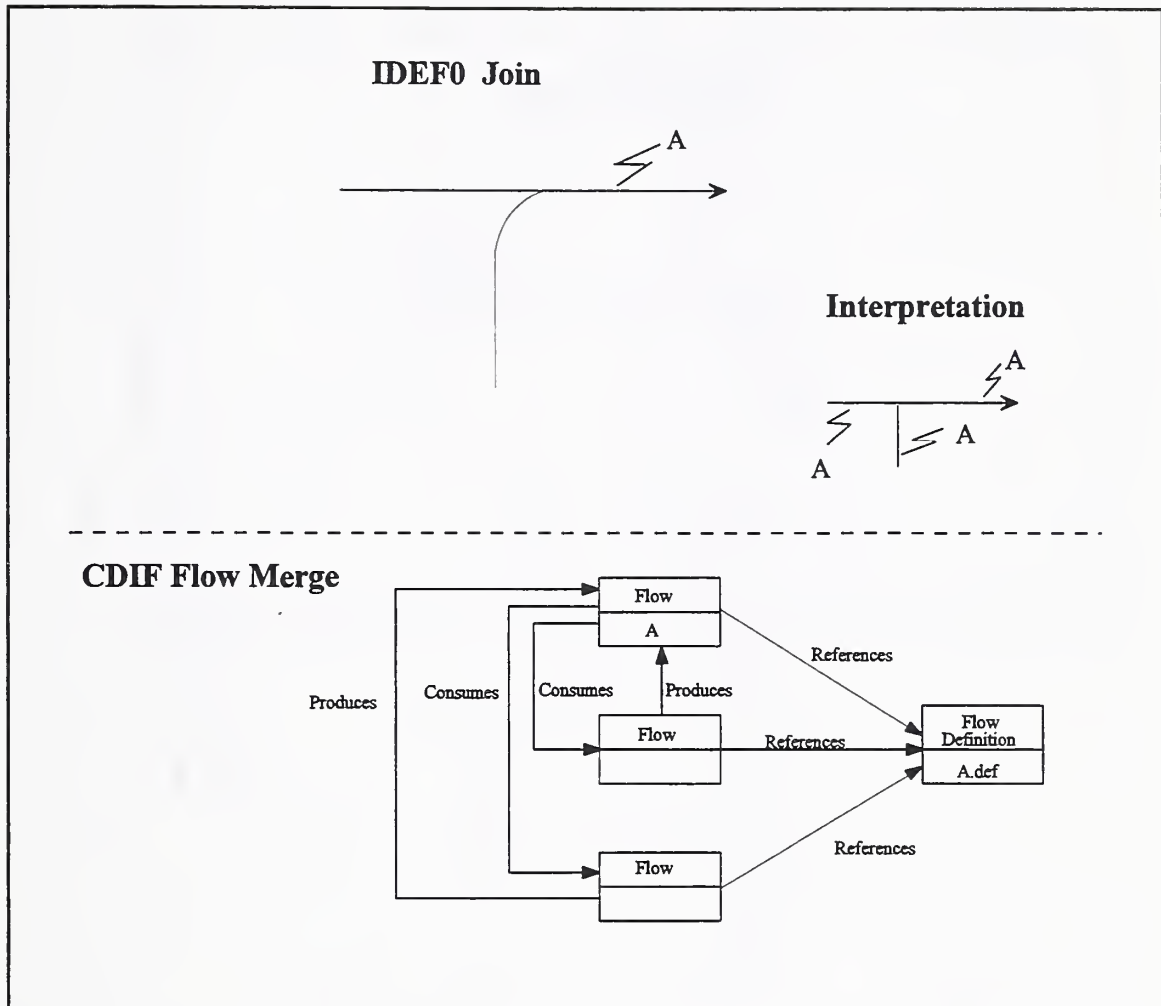 IDEF0 Join
A
Interpretation
A
A
A
CDIF Flow Merge
Flow
A
References
Produces
Consumes
Consumes
Produces
Flow
References
Flow
Definition
A.def
Flow
References